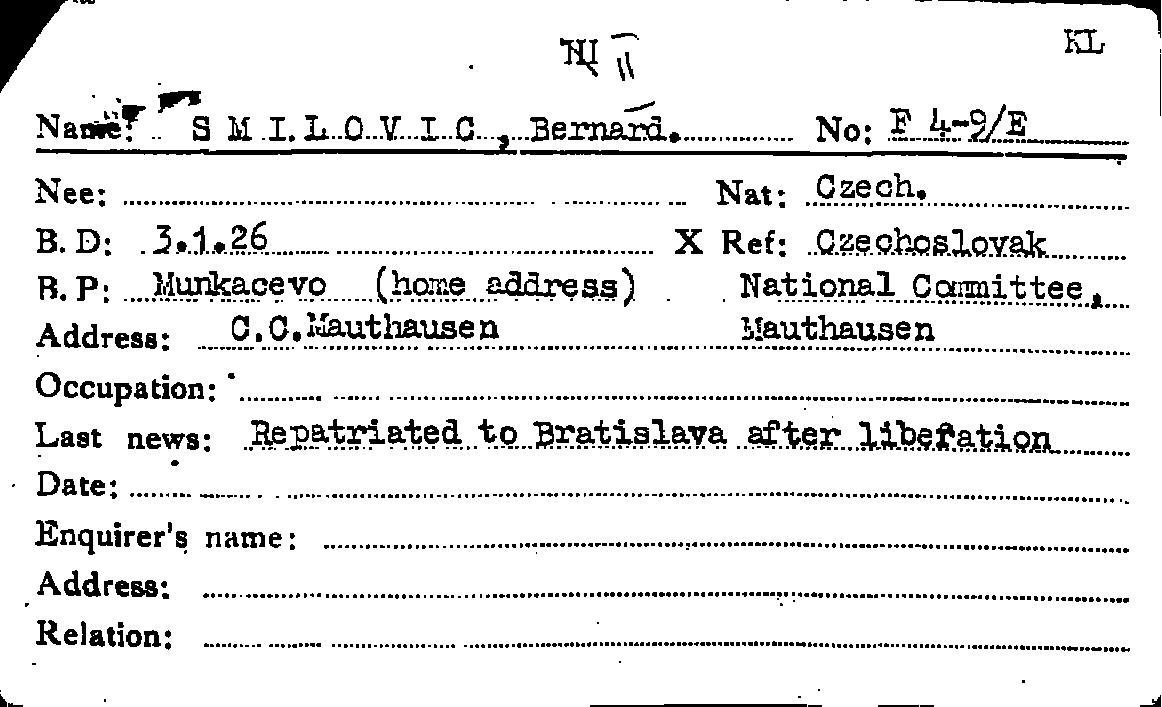 KL
Name: S M I L O V I C , Bernard. No: F 4-9/E
Nee: Nat: Czech.
B. D: 3.1.26 X Ref: Czechoslovak
B. P: Munkacevo (home address) National Committee,
Address: C.C.Mauthausen Mauthausen
Occupation:
Last news: Repatriated to Bratislava after liberation
Date:
Enquirer's name:
Address:
Relation: